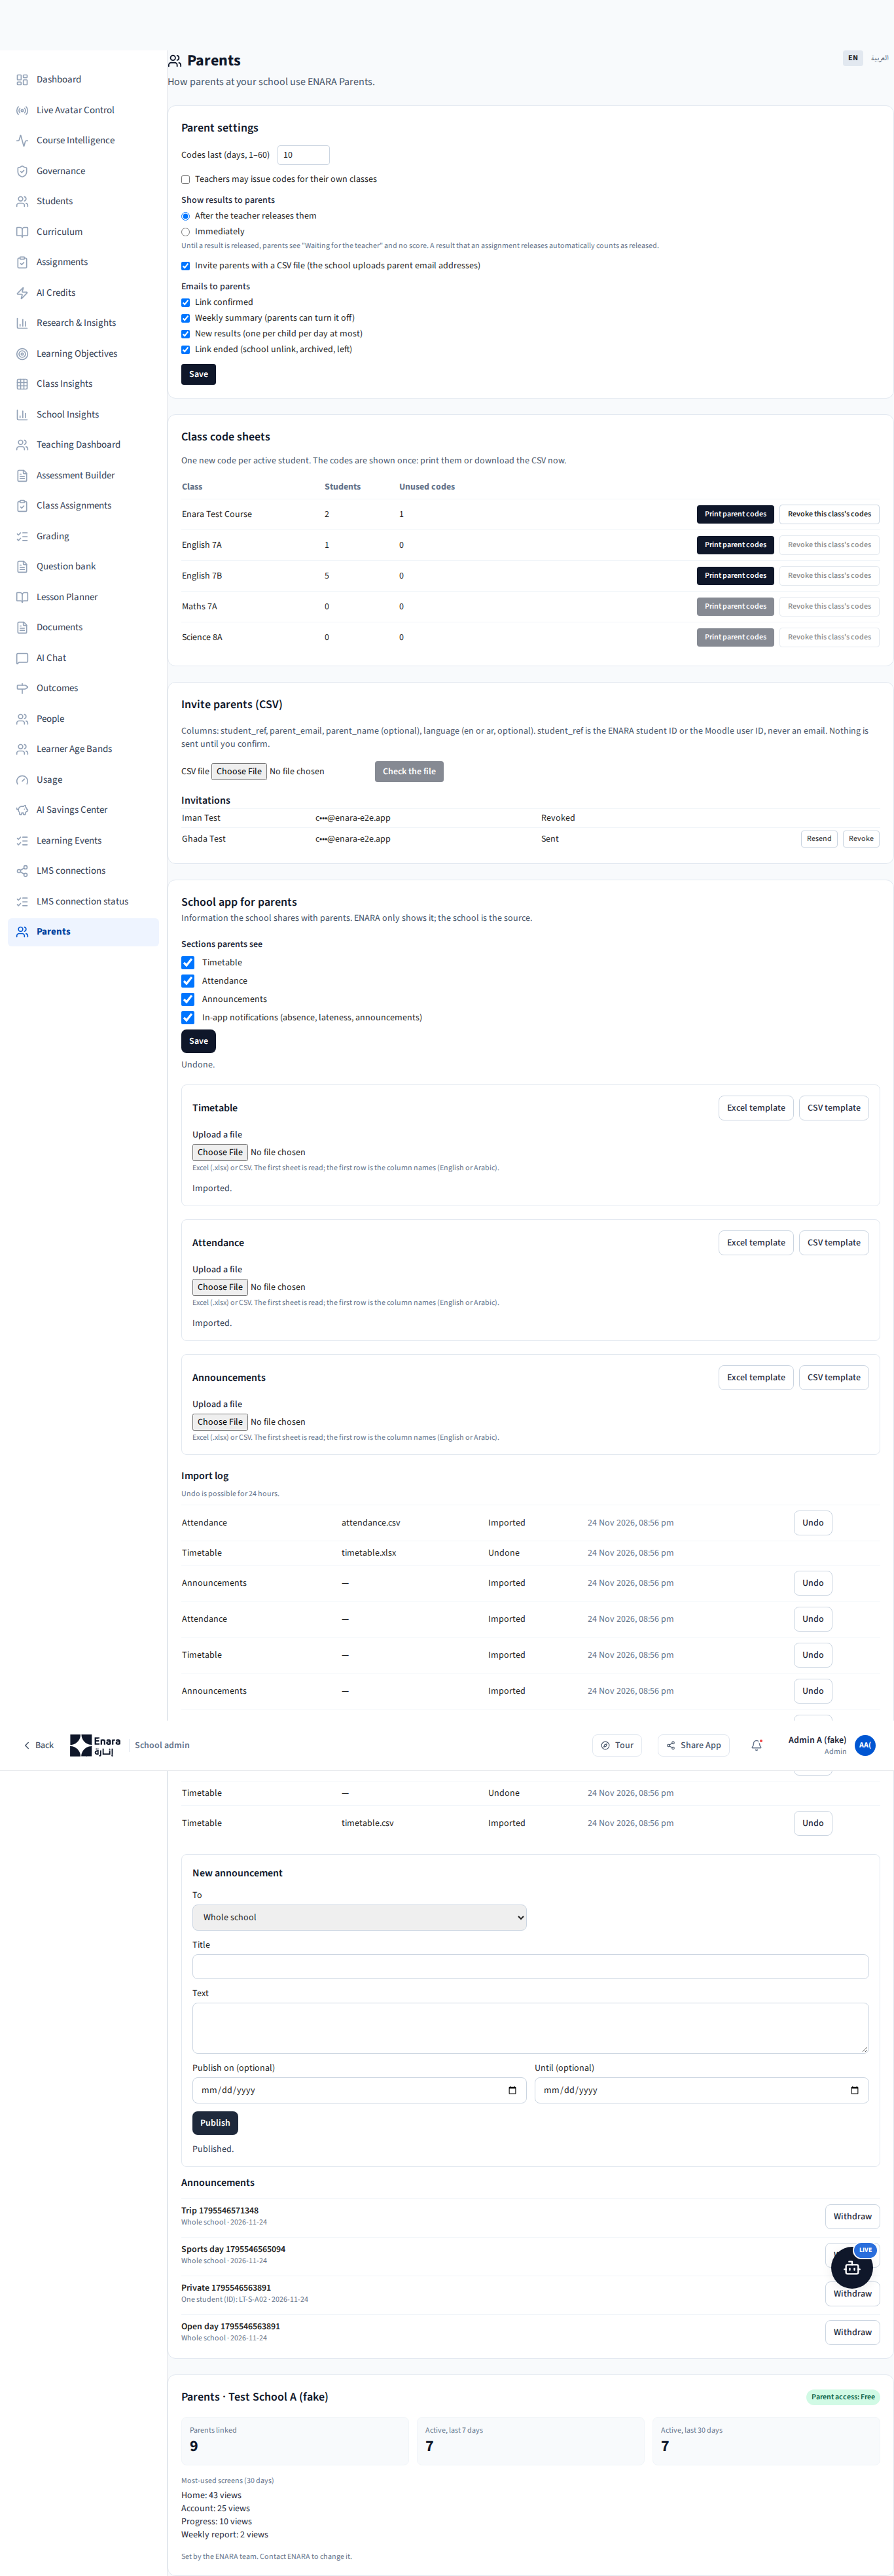 Parents
EN
العربية
How parents at your school use ENARA Parents.
Dashboard
Live Avatar Control
Course Intelligence
Governance
Students
Curriculum
Assignments
AI Credits
Research & Insights
Learning Objectives
Class Insights
School Insights
Teaching Dashboard
Assessment Builder
Class Assignments
Grading
Question bank
Lesson Planner
Documents
AI Chat
Outcomes
People
Learner Age Bands
Usage
AI Savings Center
Learning Events
LMS connections
LMS connection status
Parents
Parent settings
Codes last (days, 1–60) 10
Teachers may issue codes for their own classes
Show results to parents
After the teacher releases them
Immediately
Until a result is released, parents see "Waiting for the teacher" and no score. A result that an assignment releases automatically counts as released.
Invite parents with a CSV file (the school uploads parent email addresses)
Emails to parents
Link confirmed
Weekly summary (parents can turn it off)
New results (one per child per day at most)
Link ended (school unlink, archived, left)
Save
Class code sheets
One new code per active student. The codes are shown once: print them or download the CSV now.
Class Students Unused codes
Enara Test Course 2 1 Print parent codes Revoke this class's codes
English 7A 1 0 Print parent codes Revoke this class's codes
English 7B 5 0 Print parent codes Revoke this class's codes
Maths 7A 0 0 Print parent codes Revoke this class's codes
Science 8A 0 0 Print parent codes Revoke this class's codes
Invite parents (CSV)
Columns: student_ref, parent_email, parent_name (optional), language (en or ar, optional). student_ref is the ENARA student ID or the Moodle user ID, never an email. Nothing is
sent until you confirm.
CSV file Choose File No file chosen Check the file
Invitations
Iman Test c•••@enara-e2e.app Revoked
Ghada Test c•••@enara-e2e.app Sent Resend Revoke
School app for parents
Information the school shares with parents. ENARA only shows it; the school is the source.
Sections parents see
Timetable
Attendance
Announcements
In-app notifications (absence, lateness, announcements)
Save
Undone.
Timetable Excel template CSV template
Upload a file
Choose File No file chosen
Excel (.xlsx) or CSV. The first sheet is read; the first row is the column names (English or Arabic).
Imported.
Attendance Excel template CSV template
Upload a file
Choose File No file chosen
Excel (.xlsx) or CSV. The first sheet is read; the first row is the column names (English or Arabic).
Imported.
Announcements Excel template CSV template
Upload a file
Choose File No file chosen
Excel (.xlsx) or CSV. The first sheet is read; the first row is the column names (English or Arabic).
Import log
Undo is possible for 24 hours.
Attendance attendance.csv Imported 24 Nov 2026, 08:56 pm Undo
Timetable timetable.xlsx Undone 24 Nov 2026, 08:56 pm
Announcements — Imported 24 Nov 2026, 08:56 pm Undo
Attendance — Imported 24 Nov 2026, 08:56 pm Undo
Timetable — Imported 24 Nov 2026, 08:56 pm Undo
Announcements — Imported 24 Nov 2026, 08:56 pm Undo
Back Enara إنارة School admin Tour Share App Admin A (fake) Admin AA(
Timetable — Undone 24 Nov 2026, 08:56 pm
Timetable timetable.csv Imported 24 Nov 2026, 08:56 pm Undo
New announcement
To
Whole school
Title
Text
Publish on (optional) Until (optional)
mm/dd/yyyy mm/dd/yyyy
Publish
Published.
Announcements
Trip 1795546571348 Withdraw
Whole school · 2026-11-24
Sports day 1795546565094
Whole school · 2026-11-24
LIVE
Private 1795546563891 Withdraw
One student (ID): LT-S-A02 · 2026-11-24
Open day 1795546563891 Withdraw
Whole school · 2026-11-24
Parents · Test School A (fake) Parent access: Free
Parents linked Active, last 7 days Active, last 30 days
9 7 7
Most-used screens (30 days)
Home: 43 views
Account: 25 views
Progress: 10 views
Weekly report: 2 views
Set by the ENARA team. Contact ENARA to change it.